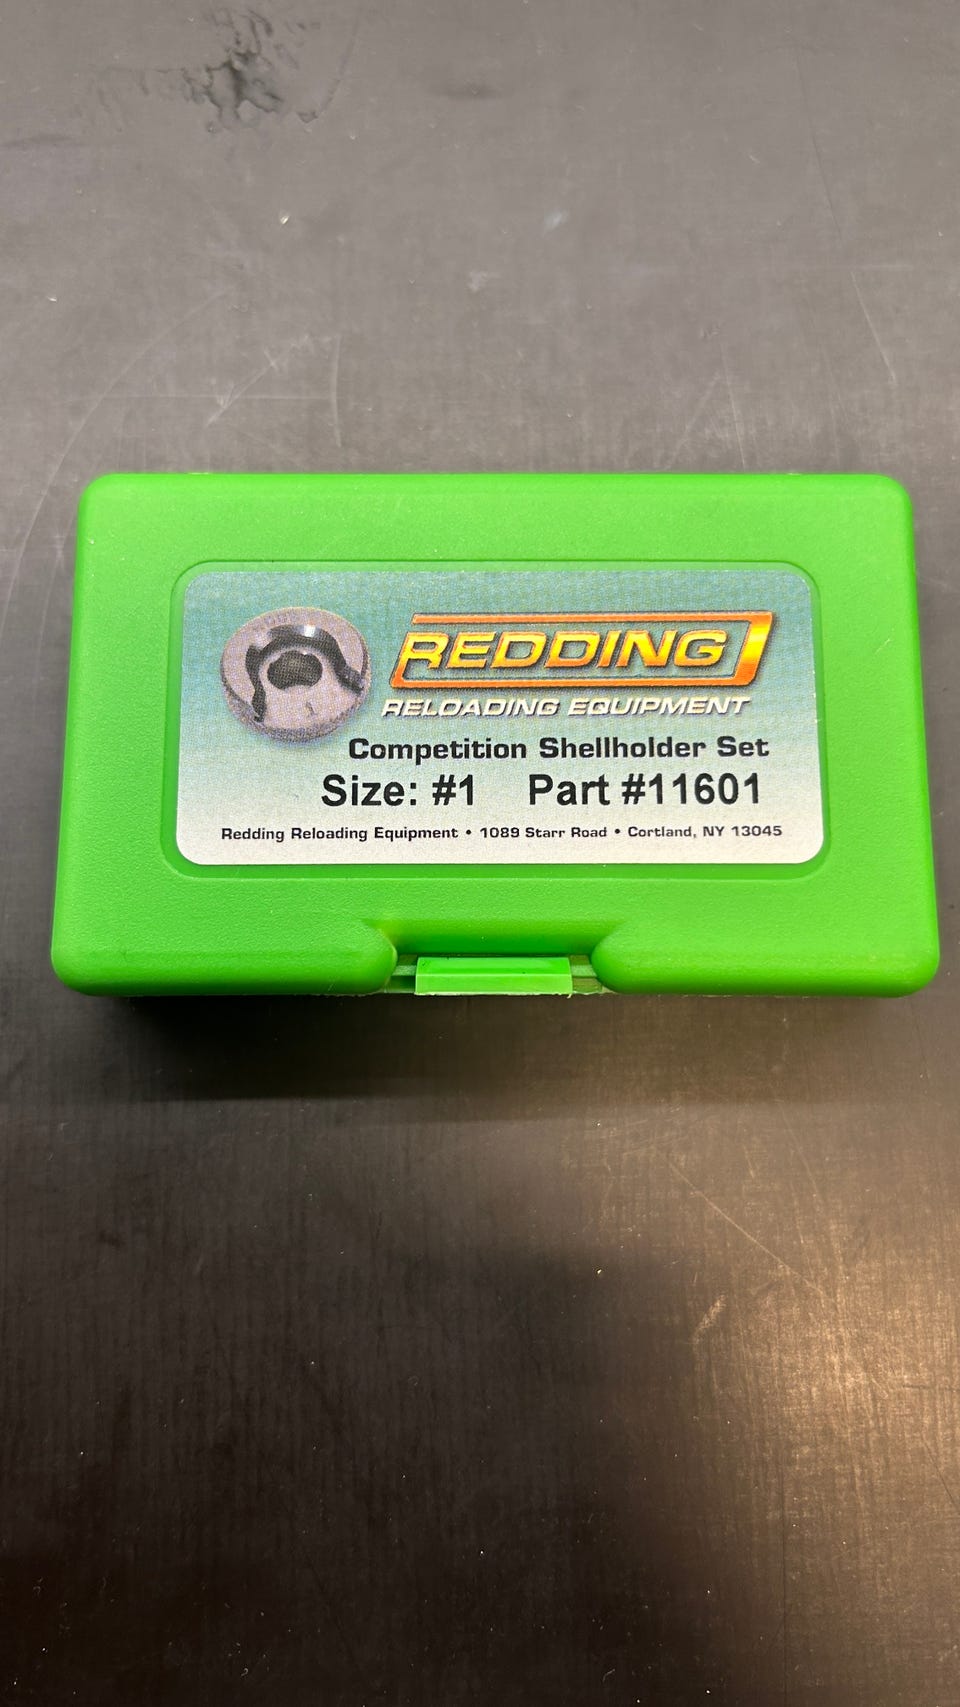 REDDING
RELOADING EQUIPMENT
Competition Shellholder Set
Size: #1 Part #11601
Redding Reloading Equipment • 1089 Starr Road • Cortland, NY 13045
1